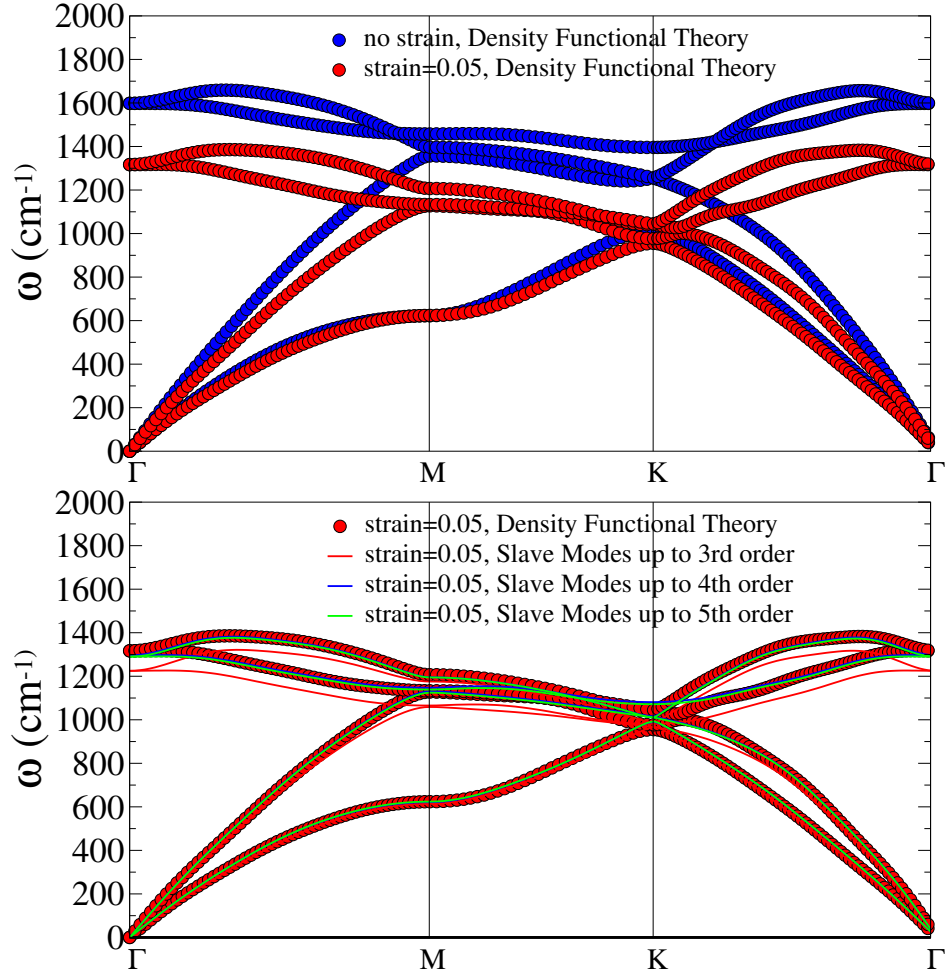 2000
1800
1600
1400
1200
1000
800
600
400
200
0
ω (cm⁻¹)
no strain, Density Functional Theory
strain=0.05, Density Functional Theory
Γ M K Γ
2000
1800
1600
1400
1200
1000
800
600
400
200
0
ω (cm⁻¹)
strain=0.05, Density Functional Theory
strain=0.05, Slave Modes up to 3rd order
strain=0.05, Slave Modes up to 4th order
strain=0.05, Slave Modes up to 5th order
Γ M K Γ